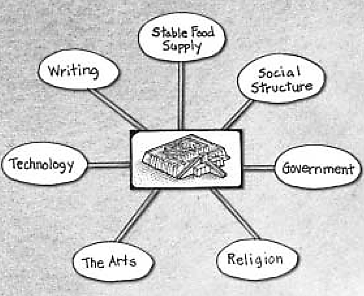 Stable Food
Supply
Writing
Social
Structure
Technology
Government
The Arts
Religion